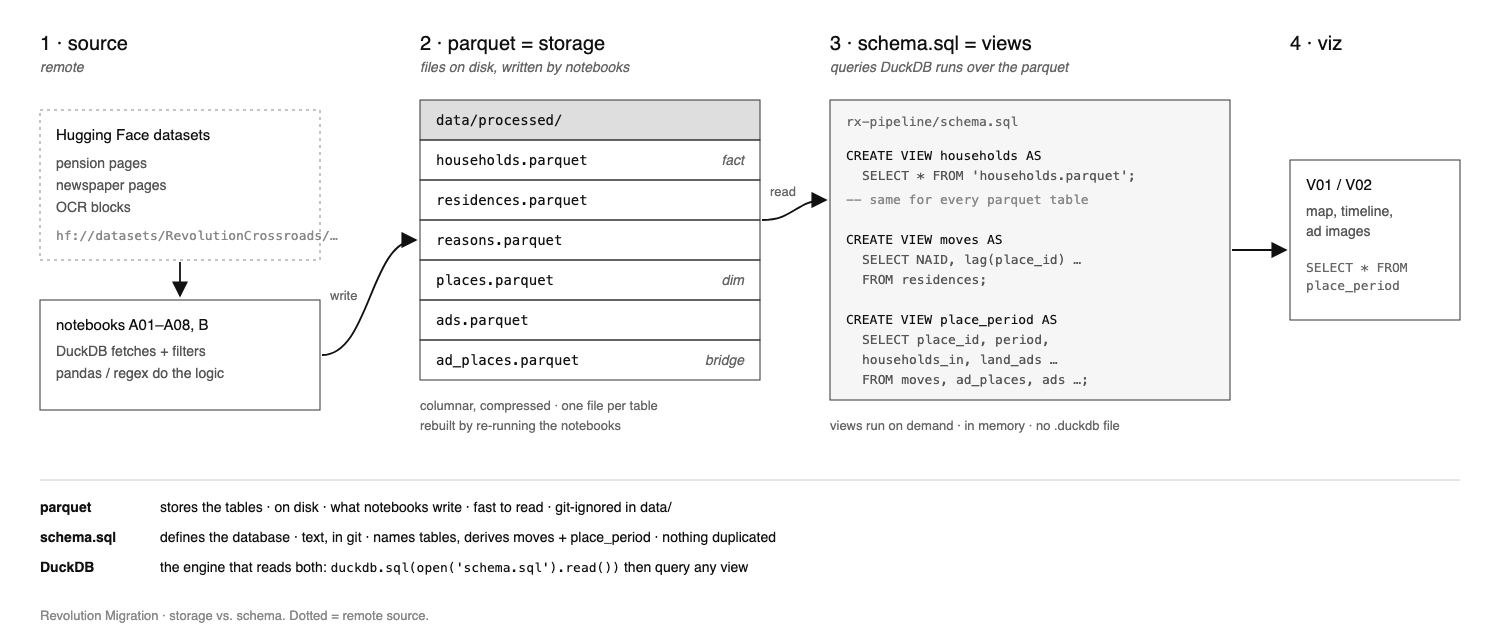 1 · source
remote
Hugging Face datasets
pension pages
newspaper pages
OCR blocks
hf://datasets/RevolutionCrossroads/…
notebooks A01–A08, B
DuckDB fetches + filters
pandas / regex do the logic
write
2 · parquet = storage
files on disk, written by notebooks
data/processed/
households.parquet fact
residences.parquet
reasons.parquet
places.parquet dim
ads.parquet
ad_places.parquet bridge
columnar, compressed · one file per table
rebuilt by re-running the notebooks
read
3 · schema.sql = views
queries DuckDB runs over the parquet
rx-pipeline/schema.sql
CREATE VIEW households AS
SELECT * FROM 'households.parquet';
-- same for every parquet table
CREATE VIEW moves AS
SELECT NAID, lag(place_id) …
FROM residences;
CREATE VIEW place_period AS
SELECT place_id, period,
households_in, land_ads …
FROM moves, ad_places, ads …;
views run on demand · in memory · no .duckdb file
4 · viz
V01 / V02
map, timeline,
ad images
SELECT * FROM
place_period
parquet stores the tables · on disk · what notebooks write · fast to read · git-ignored in data/
schema.sql defines the database · text, in git · names tables, derives moves + place_period · nothing duplicated
DuckDB the engine that reads both: duckdb.sql(open('schema.sql').read()) then query any view
Revolution Migration · storage vs. schema. Dotted = remote source.